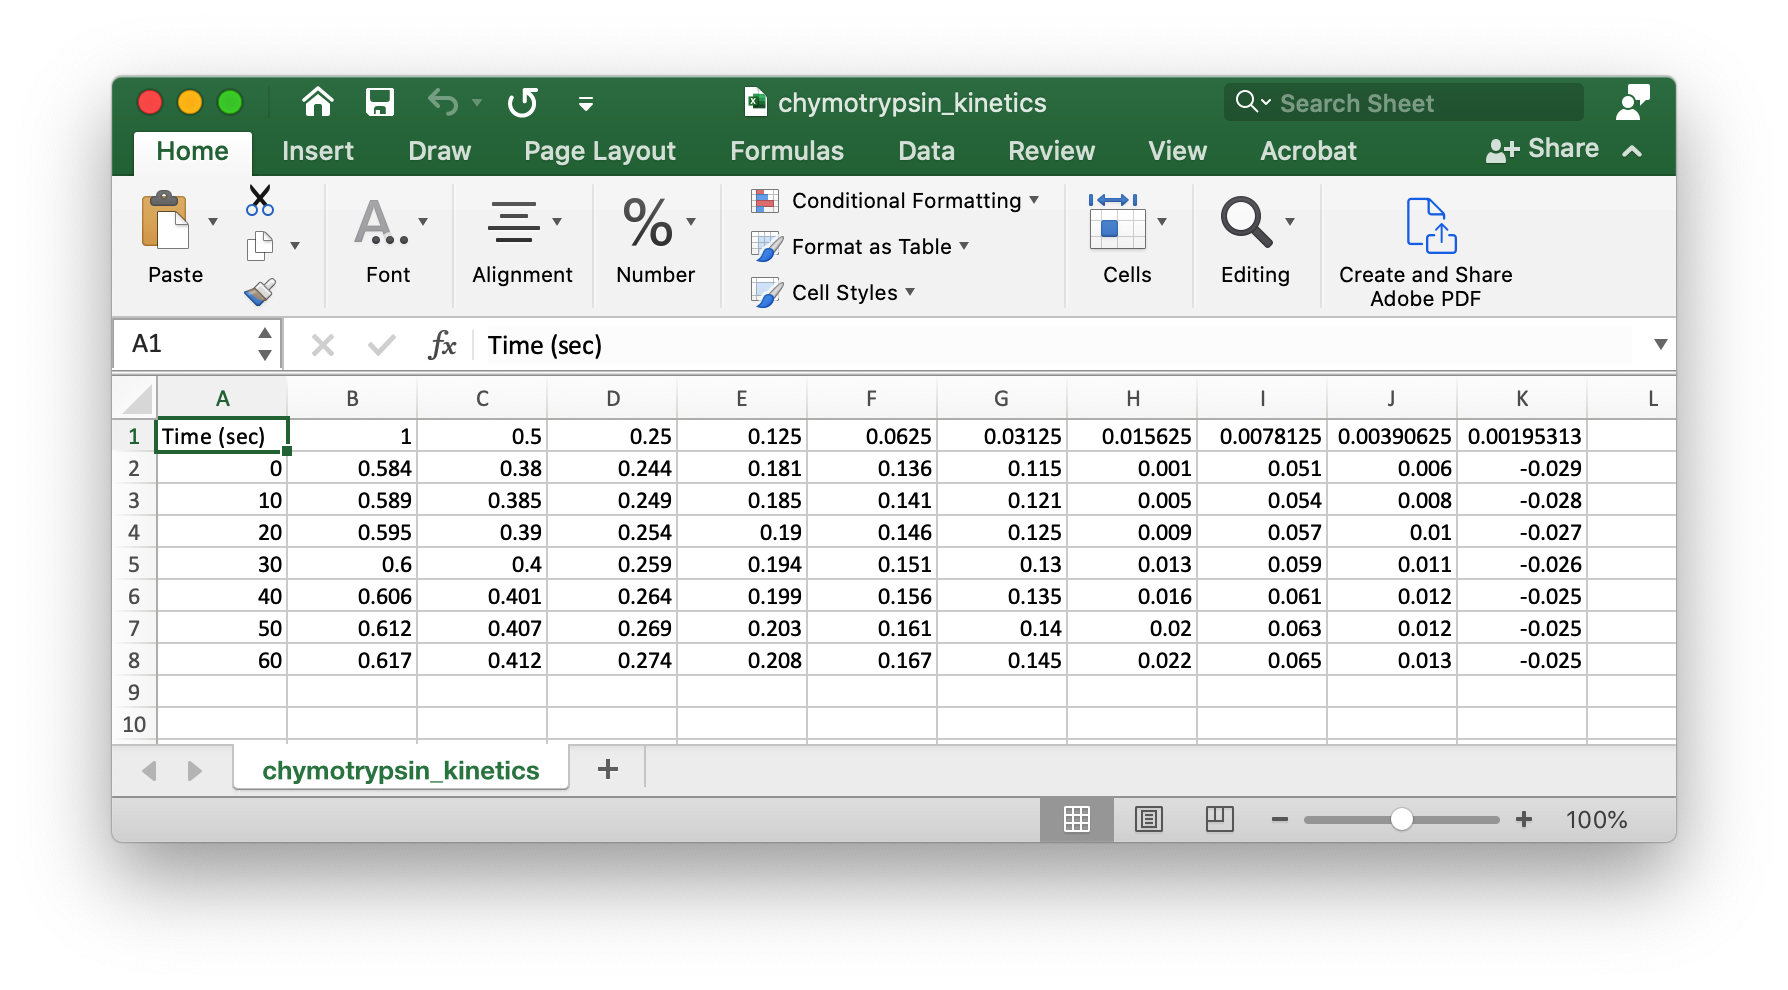 chymotrypsin_kinetics
Search Sheet
Home Insert Draw Page Layout Formulas Data Review View Acrobat Share
Paste
Font
Alignment
%
Number
Conditional Formatting
Format as Table
Cell Styles
Cells
Editing
Create and Share
Adobe PDF
A1 fx Time (sec)
A B C D E F G H I J K L
1 Time (sec) 1 0.5 0.25 0.125 0.0625 0.03125 0.015625 0.0078125 0.00390625 0.00195313
2 0 0.584 0.38 0.244 0.181 0.136 0.115 0.001 0.051 0.006 -0.029
3 10 0.589 0.385 0.249 0.185 0.141 0.121 0.005 0.054 0.008 -0.028
4 20 0.595 0.39 0.254 0.19 0.146 0.125 0.009 0.057 0.01 -0.027
5 30 0.6 0.4 0.259 0.194 0.151 0.13 0.013 0.059 0.011 -0.026
6 40 0.606 0.401 0.264 0.199 0.156 0.135 0.016 0.061 0.012 -0.025
7 50 0.612 0.407 0.269 0.203 0.161 0.14 0.02 0.063 0.012 -0.025
8 60 0.617 0.412 0.274 0.208 0.167 0.145 0.022 0.065 0.013 -0.025
9
10
chymotrypsin_kinetics +
100%